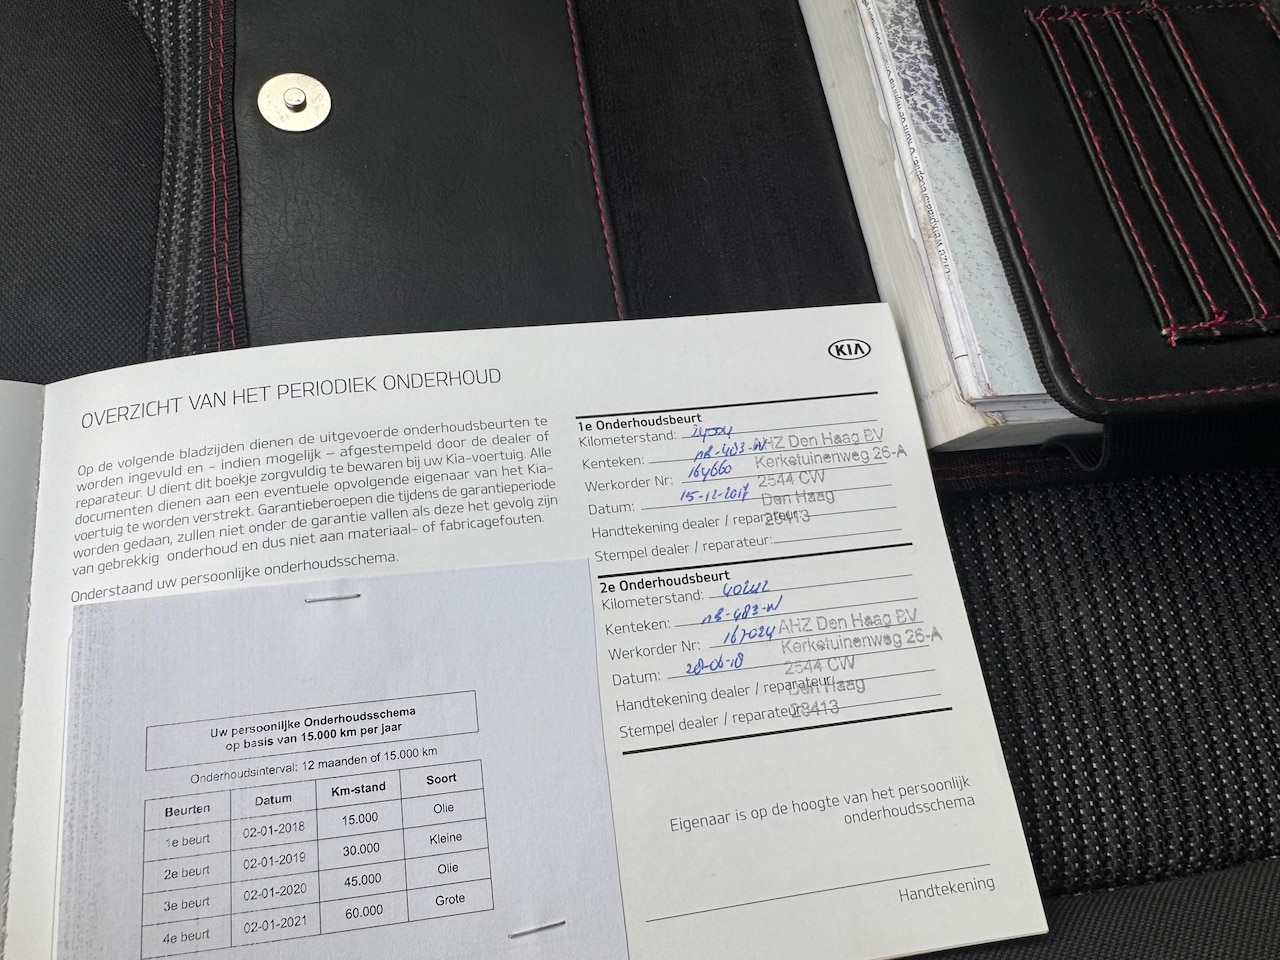 KIA
OVERZICHT VAN HET PERIODIEK ONDERHOUD
Op de volgende bladzijden dienen de uitgevoerde onderhoudsbeurten te
worden ingevuld en – indien mogelijk – afgestempeld door de dealer of
reparateur. U dient dit boekje zorgvuldig te bewaren bij uw Kia-voertuig. Alle
documenten dienen aan een eventuele opvolgende eigenaar van het Kia-
voertuig te worden verstrekt. Garantieberoepen die tijdens de garantieperiode
worden gedaan, zullen niet onder de garantie vallen als deze het gevolg zijn
van gebrekkig onderhoud en dus niet aan materiaal- of fabricagefouten.
Onderstaand uw persoonlijke onderhoudsschema.
Uw persoonlijke Onderhoudsschema
op basis van 15.000 km per jaar
Onderhoudsinterval: 12 maanden of 15.000 km
Beurten Datum Km-stand Soort
1e beurt 02-01-2018 15.000 Olie
2e beurt 02-01-2019 30.000 Kleine
3e beurt 02-01-2020 45.000 Olie
4e beurt 02-01-2021 60.000 Grote
1e Onderhoudsbeurt
Kilometerstand:
Kenteken: -483-N
Werkorder Nr: 164660
Datum: 15-12-2017
Handtekening dealer / reparateur:
Stempel dealer / reparateur:
AHZ Den Haag BV
Kerketuinenweg 26-A
2544 CW
Den Haag
28413
2e Onderhoudsbeurt
Kilometerstand: 40242
Kenteken: -483-N
Werkorder Nr: 167024
Datum: 28-06-18
Handtekening dealer / reparateur:
Stempel dealer / reparateur:
AHZ Den Haag BV
Kerketuinenweg 26-A
2544 CW
Den Haag
28413
Eigenaar is op de hoogte van het persoonlijk
onderhoudsschema
Handtekening